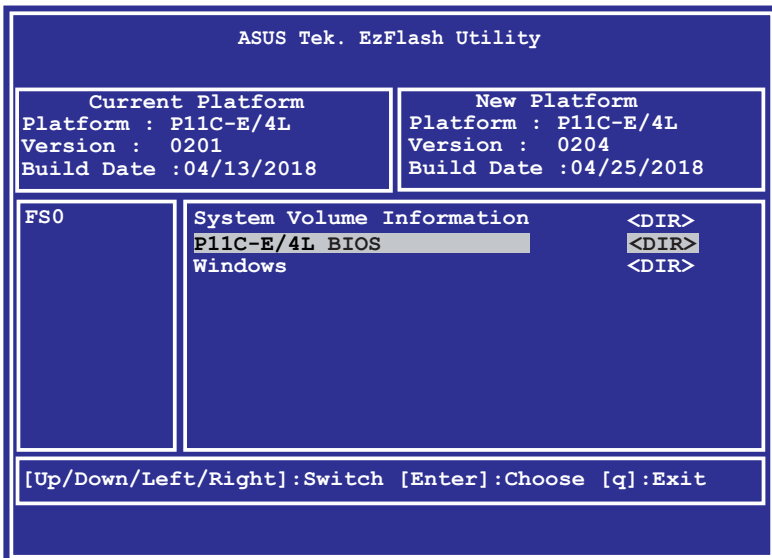 ASUS Tek. EzFlash Utility
Current Platform
Platform : P11C-E/4L
Version : 0201
Build Date :04/13/2018
New Platform
Platform : P11C-E/4L
Version : 0204
Build Date :04/25/2018
FS0
System Volume Information <DIR>
P11C-E/4L BIOS <DIR>
Windows <DIR>
[Up/Down/Left/Right]:Switch [Enter]:Choose [q]:Exit